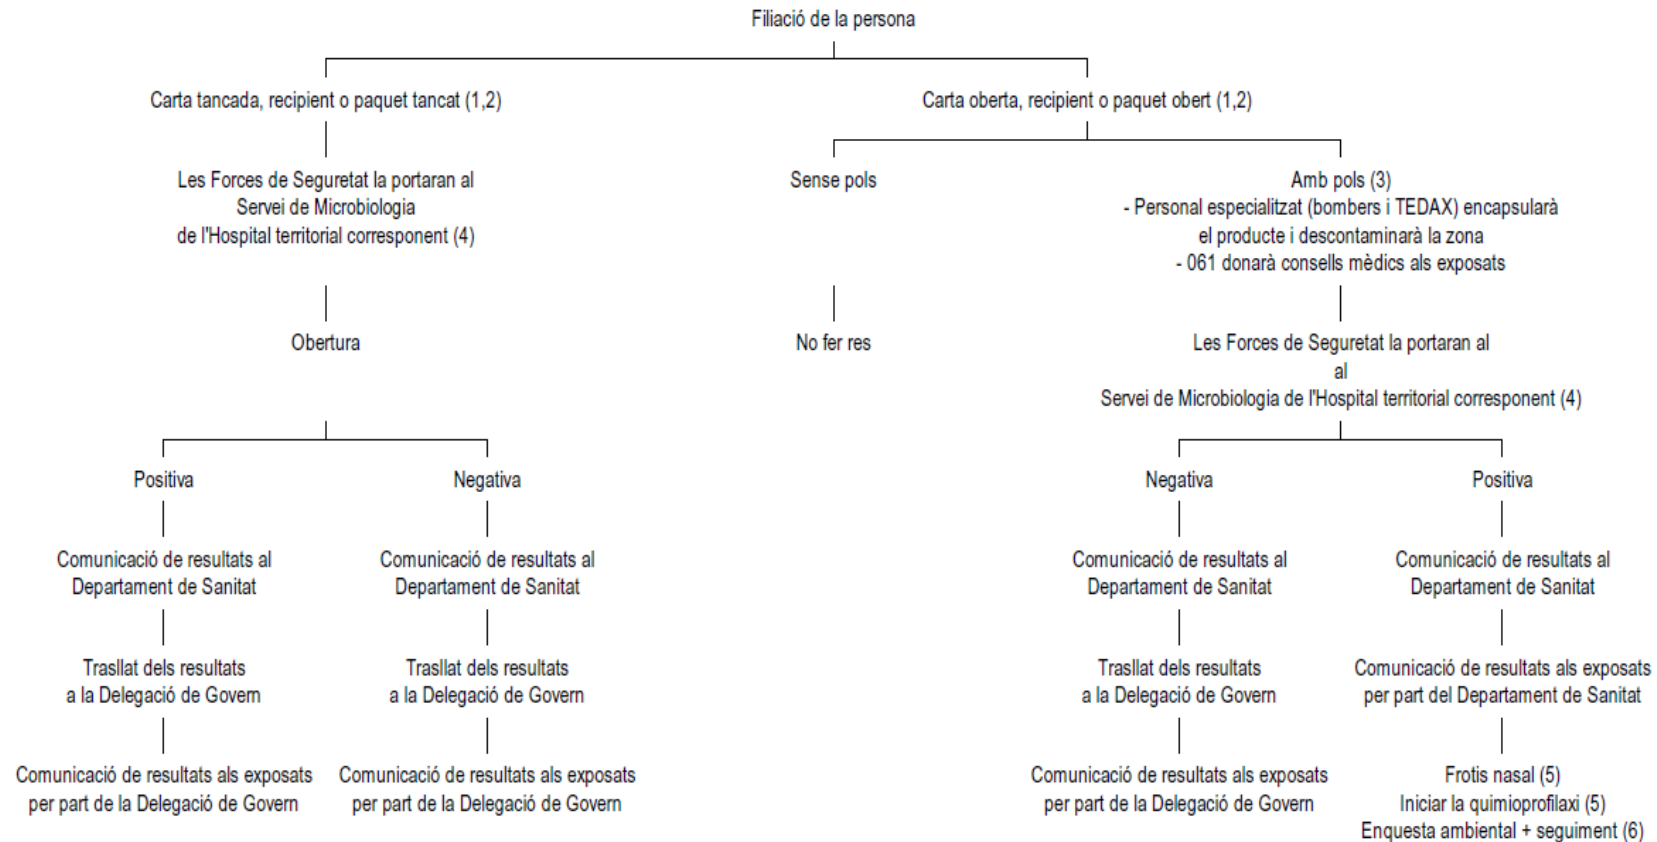 Filiació de la persona
Carta tancada, recipient o paquet tancat (1,2)
Carta oberta, recipient o paquet obert (1,2)
Les Forces de Seguretat la portaran al
Servei de Microbiologia
de l'Hospital territorial corresponent (4)
Sense pols
Amb pols (3)
- Personal especialitzat (bombers i TEDAX) encapsularà
el producte i descontaminarà la zona
- 061 donarà consells mèdics als exposats
Obertura
No fer res
Les Forces de Seguretat la portaran al
al
Servei de Microbiologia de l'Hospital territorial corresponent (4)
Positiva
Negativa
Negativa
Positiva
Comunicació de resultats al
Departament de Sanitat
Comunicació de resultats al
Departament de Sanitat
Comunicació de resultats al
Departament de Sanitat
Comunicació de resultats al
Departament de Sanitat
Trasllat dels resultats
a la Delegació de Govern
Trasllat dels resultats
a la Delegació de Govern
Trasllat dels resultats
a la Delegació de Govern
Comunicació de resultats als exposats
per part del Departament de Sanitat
Comunicació de resultats als exposats
per part de la Delegació de Govern
Comunicació de resultats als exposats
per part de la Delegació de Govern
Comunicació de resultats als exposats
per part de la Delegació de Govern
Frotis nasal (5)
Iniciar la quimioprofilaxi (5)
Enquesta ambiental + seguiment (6)